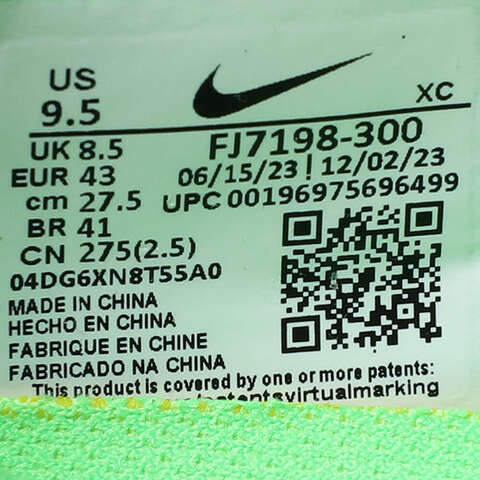 US
9.5
XC
UK 8.5
FJ7198-300
EUR 43
06/15/23 | 12/02/23
cm 27.5
UPC 00196975696499
BR 41
CN 275(2.5)
04DG6XN8T55A0
MADE IN CHINA
HECHO EN CHINA
FABRIQUE EN CHINE
FABRICADO NA CHINA
This product is covered by one or more patents: